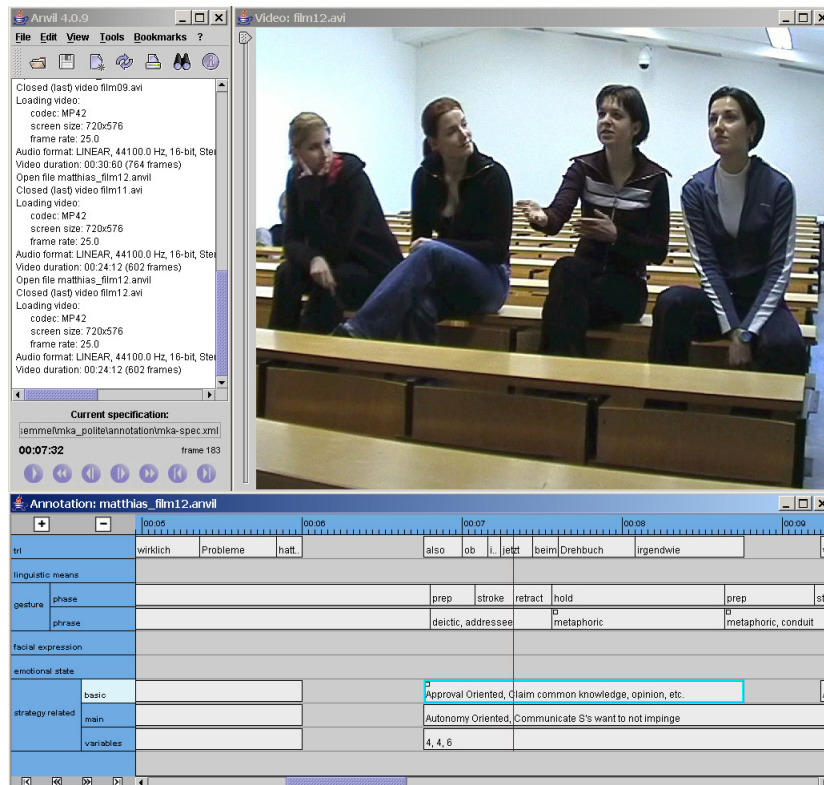 Anvil 4.0.9
File Edit View Tools Bookmarks ?
Closed (last) video film09.avi
Loading video:
codec: MP42
screen size: 720x576
frame rate: 25.0
Audio format: LINEAR, 44100.0 Hz, 16-bit, Ster
Video duration: 00:30:60 (764 frames)
Open file matthias_film12.anvil
Closed (last) video film11.avi
Loading video:
codec: MP42
screen size: 720x576
frame rate: 25.0
Audio format: LINEAR, 44100.0 Hz, 16-bit, Ster
Video duration: 00:24:12 (602 frames)
Open file matthias_film12.anvil
Closed (last) video film12.avi
Loading video:
codec: MP42
screen size: 720x576
frame rate: 25.0
Audio format: LINEAR, 44100.0 Hz, 16-bit, Ster
Video duration: 00:24:12 (602 frames)
Current specification:
semmel\mka_polite\annotation\mka-spec.xml
00:07:32 frame 183
Video: film12.avi
Annotation: matthias_film12.anvil
00:05 00:06 00:07 00:08 00:09
trl wirklich Probleme hatt.. also ob i.. jetzt beim Drehbuch irgendwie
linguistic means
gesture phase prep stroke retract hold prep st
phrase deictic, addressee metaphoric metaphoric, conduit
facial expression
emotional state
strategy related basic Approval Oriented, Claim common knowledge, opinion, etc.
main Autonomy Oriented, Communicate S's want to not impinge
variables 4, 4, 6